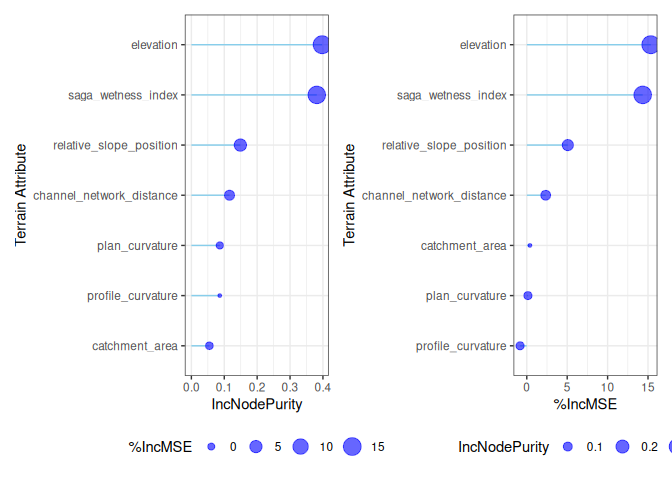 Terrain Attribute
elevation
saga_wetness_index
relative_slope_position
channel_network_distance
plan_curvature
profile_curvature
catchment_area
0.0 0.1 0.2 0.3 0.4
IncNodePurity
%IncMSE 0 5 10 15
Terrain Attribute
elevation
saga_wetness_index
relative_slope_position
channel_network_distance
catchment_area
plan_curvature
profile_curvature
0 5 10 15
%IncMSE
IncNodePurity 0.1 0.2